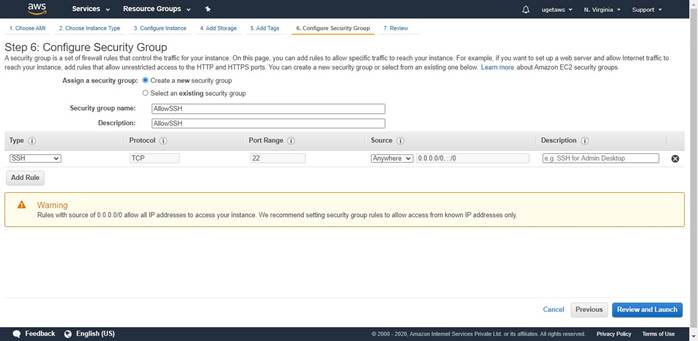 aws
Services
Resource Groups
ugetaws
N. Virginia
Support
1. Choose AMI
2. Choose Instance Type
3. Configure Instance
4. Add Storage
5. Add Tags
6. Configure Security Group
7. Review
Step 6: Configure Security Group
A security group is a set of firewall rules that control the traffic for your instance. On this page, you can add rules to allow specific traffic to reach your instance. For example, if you want to set up a web server and allow Internet traffic to
reach your instance, add rules that allow unrestricted access to the HTTP and HTTPS ports. You can create a new security group or select from an existing one below. Learn more about Amazon EC2 security groups.
Assign a security group:
Create a new security group
Select an existing security group
Security group name:
AllowSSH
Description:
AllowSSH
Type
Protocol
Port Range
Source
Description
SSH
TCP
22
Anywhere
0.0.0.0/0, ::/0
e.g. SSH for Admin Desktop
Add Rule
Warning
Rules with source of 0.0.0.0/0 allow all IP addresses to access your instance. We recommend setting security group rules to allow access from known IP addresses only.
Cancel
Previous
Review and Launch
Feedback
English (US)
© 2008 - 2020, Amazon Internet Services Private Ltd. or its affiliates. All rights reserved.
Privacy Policy
Terms of Use